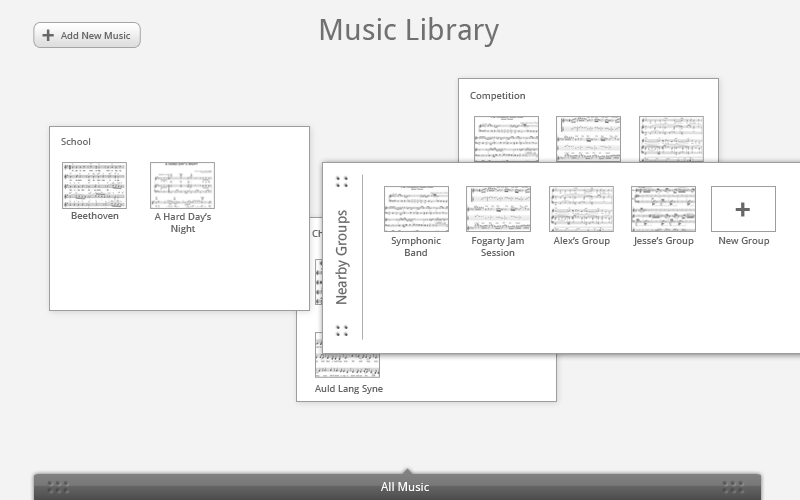 Music Library
Add New Music
Competition
School
Beethoven
A Hard Day's
Night
Ch
Nearby Groups
Symphonic
Band
Fogarty Jam
Session
Alex's Group
Jesse's Group
New Group
Auld Lang Syne
All Music